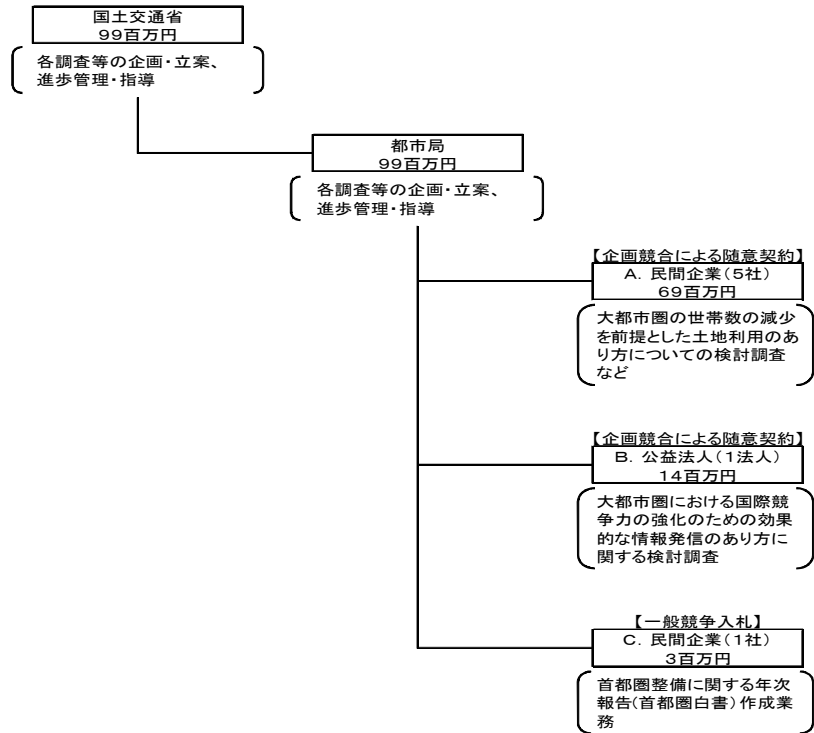 国土交通省
99百万円
各調査等の企画・立案、
進歩管理・指導
都市局
99百万円
各調査等の企画・立案、
進歩管理・指導
【企画競合による随意契約】
A. 民間企業(5社)
69百万円
大都市圏の世帯数の減少
を前提とした土地利用のあ
り方についての検討調査
など
【企画競合による随意契約】
B. 公益法人(1法人)
14百万円
大都市圏における国際競
争力の強化のための効果
的な情報発信のあり方に
関する検討調査
【一般競争入札】
C. 民間企業(1社)
3百万円
首都圏整備に関する年次
報告(首都圏白書)作成業
務